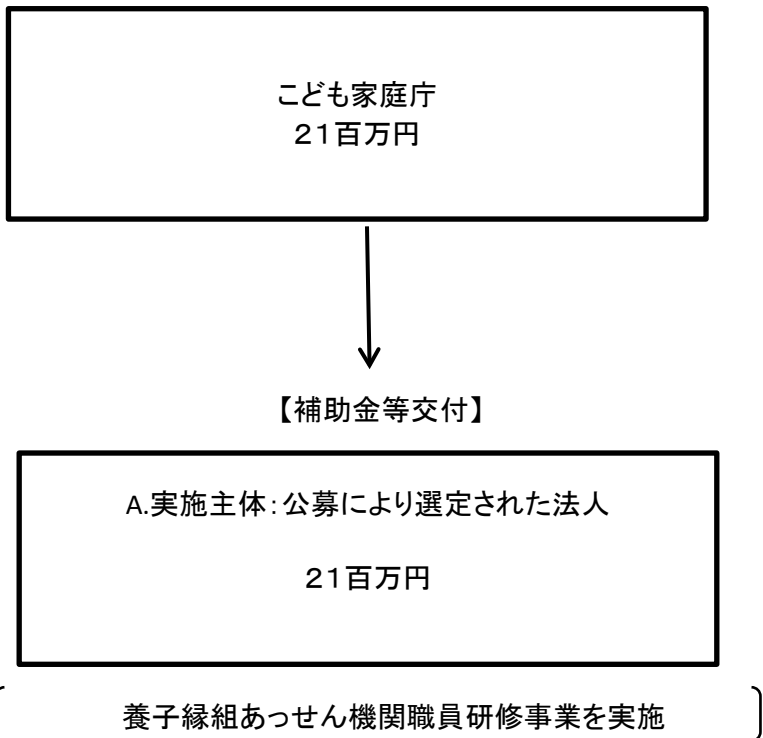 こども家庭庁
２１百万円
【補助金等交付】
A.実施主体：公募により選定された法人
２１百万円
養子縁組あっせん機関職員研修事業を実施